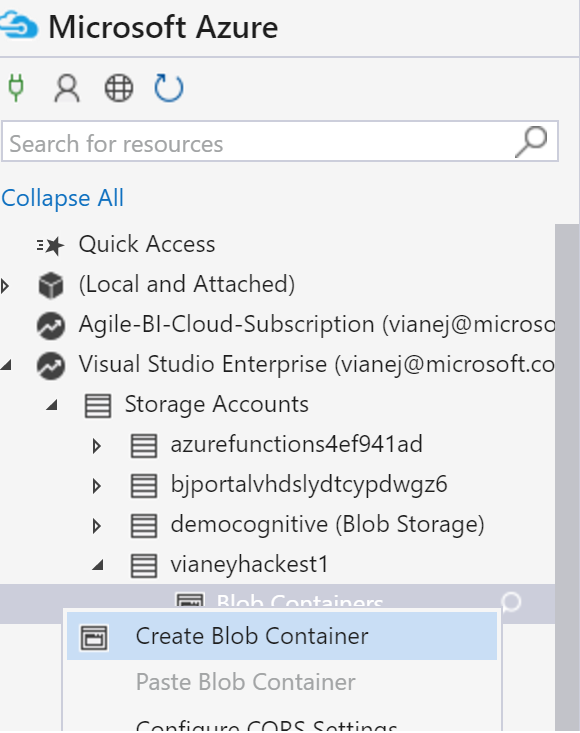 Microsoft Azure
Search for resources
Collapse All
Quick Access
(Local and Attached)
Agile-BI-Cloud-Subscription (vianej@microso
Visual Studio Enterprise (vianej@microsoft.co
Storage Accounts
azurefunctions4ef941ad
bjportalvhdslydtcypdwgz6
democognitive (Blob Storage)
vianeyhackest1
Blob Containers
Create Blob Container
Paste Blob Container
Configure CORS Settings